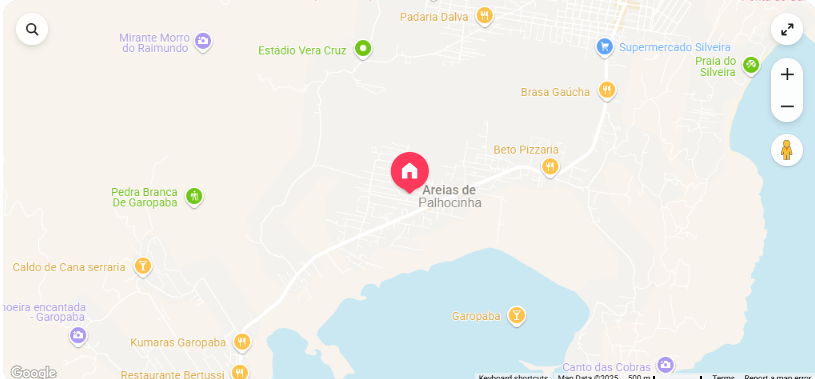 Padaria Dalva
Mirante Morro
do Raimundo
Estádio Vera Cruz
Supermercado Silveira
Praia do
Silveira
Brasa Gaúcha
Beto Pizzaria
Areias de
Palhocinha
Pedra Branca
De Garopaba
Caldo de Cana serraria
encantada
- Garopaba
Garopaba
Kumaras Garopaba
Restaurante Bertussi
Canto das Cobras
Google
Keyboard shortcuts
Map Data ©2025
500 m
Terms
Report a map error